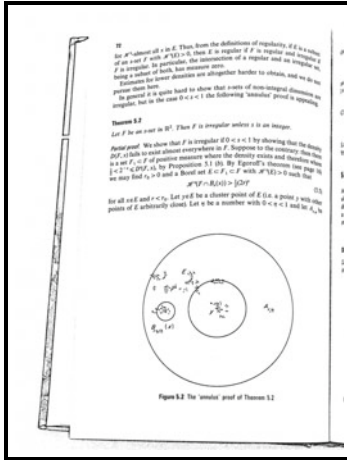 72
for ℋˢ-almost all x in E. Thus, from the definitions of regularity, if E is a subset
of an s-set F with ℋˢ(E) > 0, then E is regular if F is regular and irregular if
F is irregular. In particular, the intersection of a regular and an irregular set,
being a subset of both, has measure zero.
Estimates for lower densities are altogether harder to obtain, and we do not
pursue them here.
In general it is quite hard to show that s-sets of non-integral dimension are
irregular, but in the case 0 < s < 1 the following 'annulus' proof is appealing.
Theorem 5.2
Let F be an s-set in ℝ². Then F is irregular unless s is an integer.
Partial proof. We show that F is irregular if 0 < s < 1 by showing that the density
D(F, x) fails to exist almost everywhere in F. Suppose to the contrary: then there
is a set F₁ ⊂ F of positive measure where the density exists and therefore where
½ < 2⁻ˢ ≤ D(F, x), by Proposition 5.1 (b). By Egoroff's theorem (see page 16)
we may find r₀ > 0 and a Borel set E ⊂ F₁ ⊂ F with ℋˢ(E) > 0 such that
ℋˢ(F ∩ Bᵣ(x)) > ½(2r)ˢ
for all x∈E and r < r₀. Let y∈E be a cluster point of E (i.e. a point y with other
points of E arbitrarily close). Let η be a number with 0 < η < 1 and let
Figure 5.2 The 'annulus' proof of Theorem 5.2